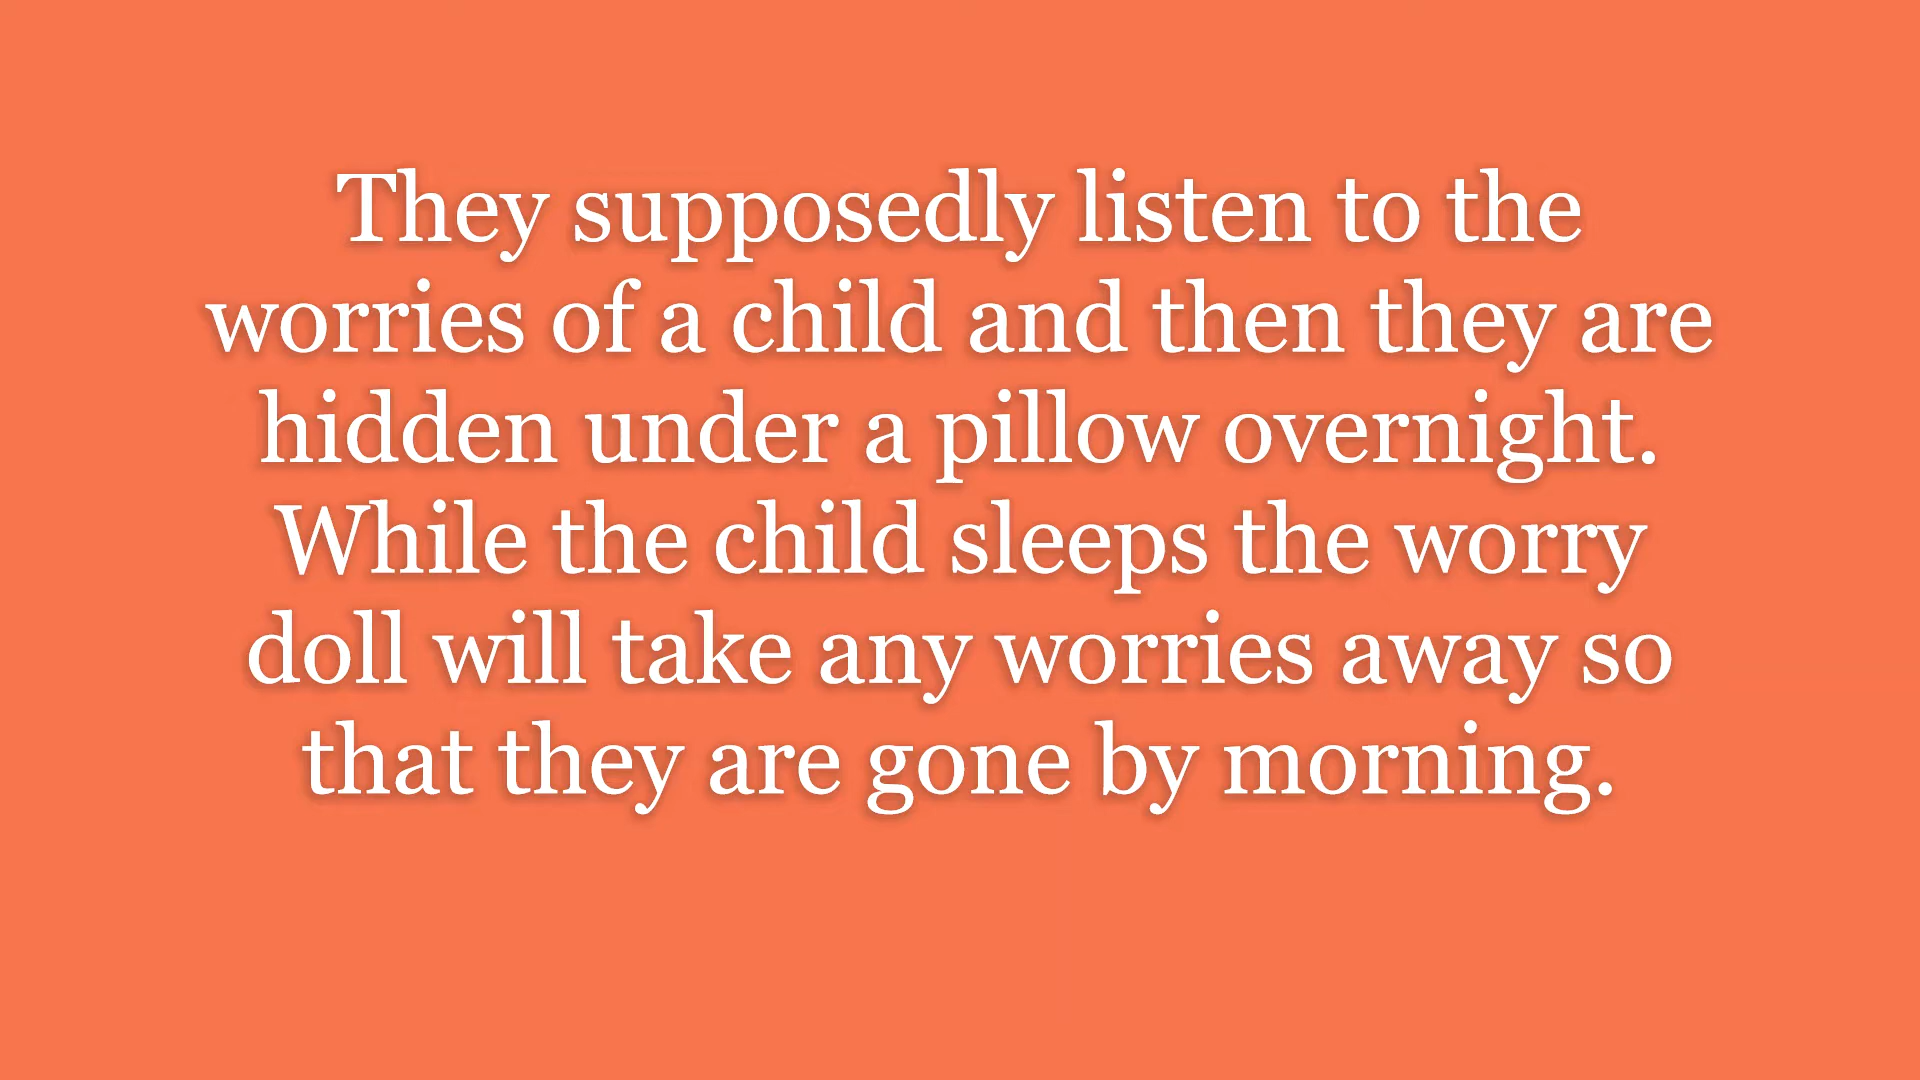 They supposedly listen to the
worries of a child and then they are
hidden under a pillow overnight.
While the child sleeps the worry
doll will take any worries away so
that they are gone by morning.